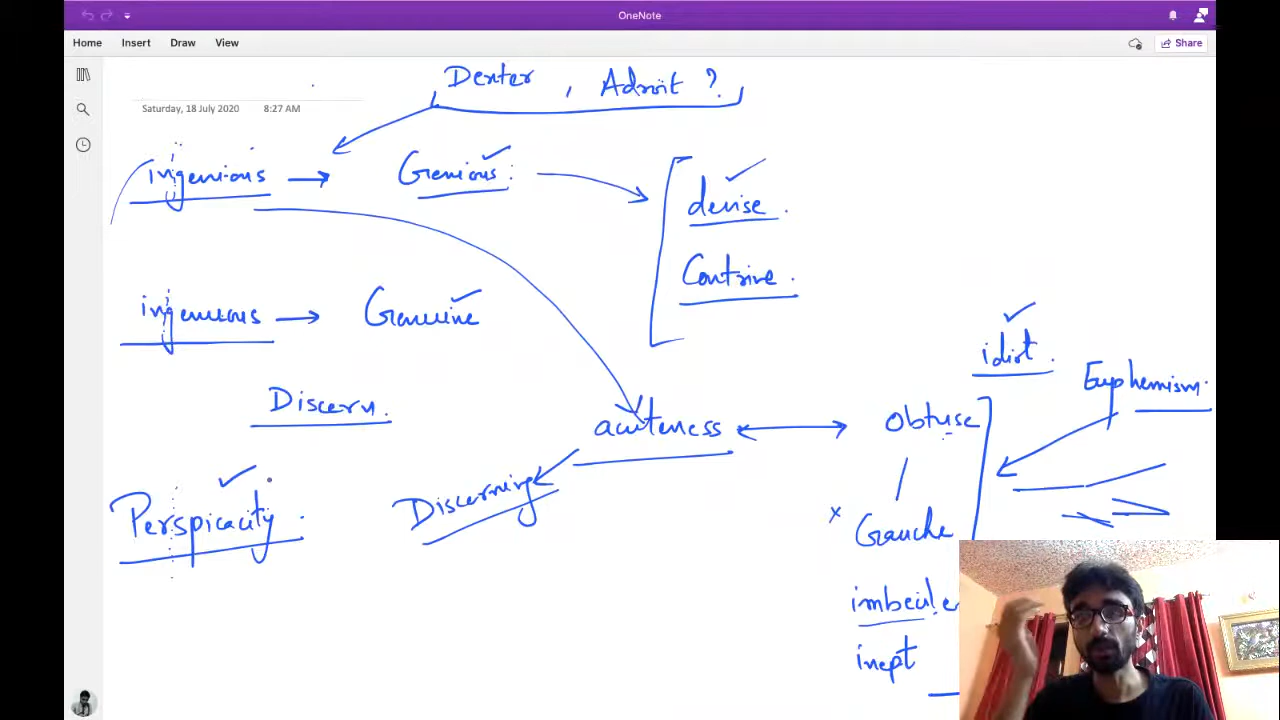 OneNote
Home Insert Draw View Share
Dexter, Adroit ?
Saturday, 18 July 2020 8:27 AM
ingenious → Genious :
devise .
Contrive .
ingenuous → Genuine
idiot .
Euphemism .
Discern .
acuteness ↔ Obtuse
Discerning
Perspicacity .
x Gauche
imbecile
inept